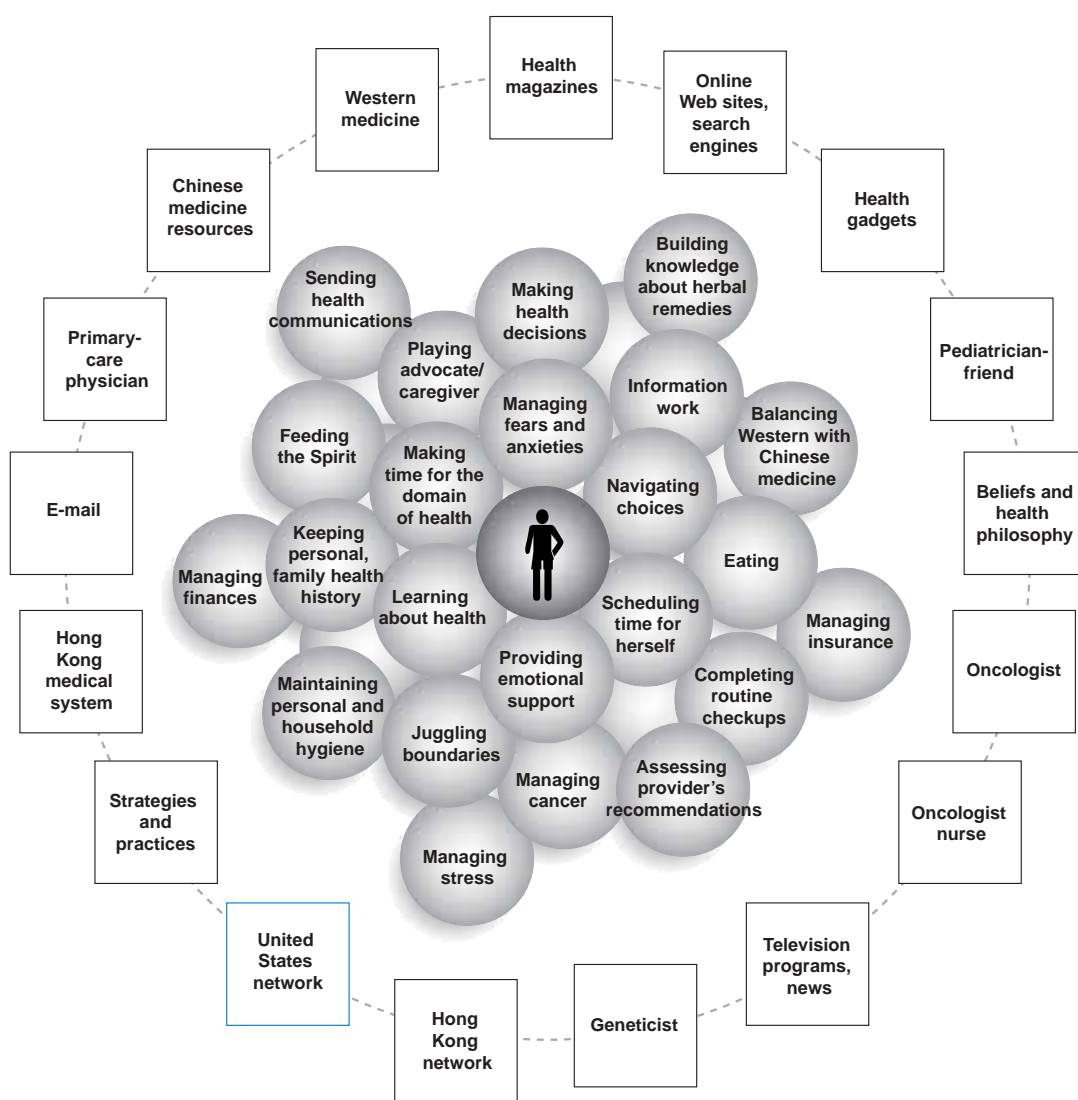 Health
magazines
Online
Web sites,
search
engines
Western
medicine
Health
gadgets
Chinese
medicine
resources
Pediatrician-
friend
Primary-
care
physician
Beliefs and
health
philosophy
E-mail
Oncologist
Hong
Kong
medical
system
Oncologist
nurse
Strategies
and
practices
Television
programs,
news
United
States
network
Geneticist
Hong
Kong
network
Sending
health
communications
Making
health
decisions
Building
knowledge
about herbal
remedies
Playing
advocate/
caregiver
Information
work
Managing
fears and
anxieties
Balancing
Western with
Chinese
medicine
Feeding
the Spirit
Making
time for the
domain
of health
Navigating
choices
Keeping
personal,
family health
history
Eating
Managing
finances
Learning
about health
Scheduling
time for
herself
Managing
insurance
Providing
emotional
support
Completing
routine
checkups
Maintaining
personal and
household
hygiene
Juggling
boundaries
Managing
cancer
Assessing
provider’s
recommendations
Managing
stress